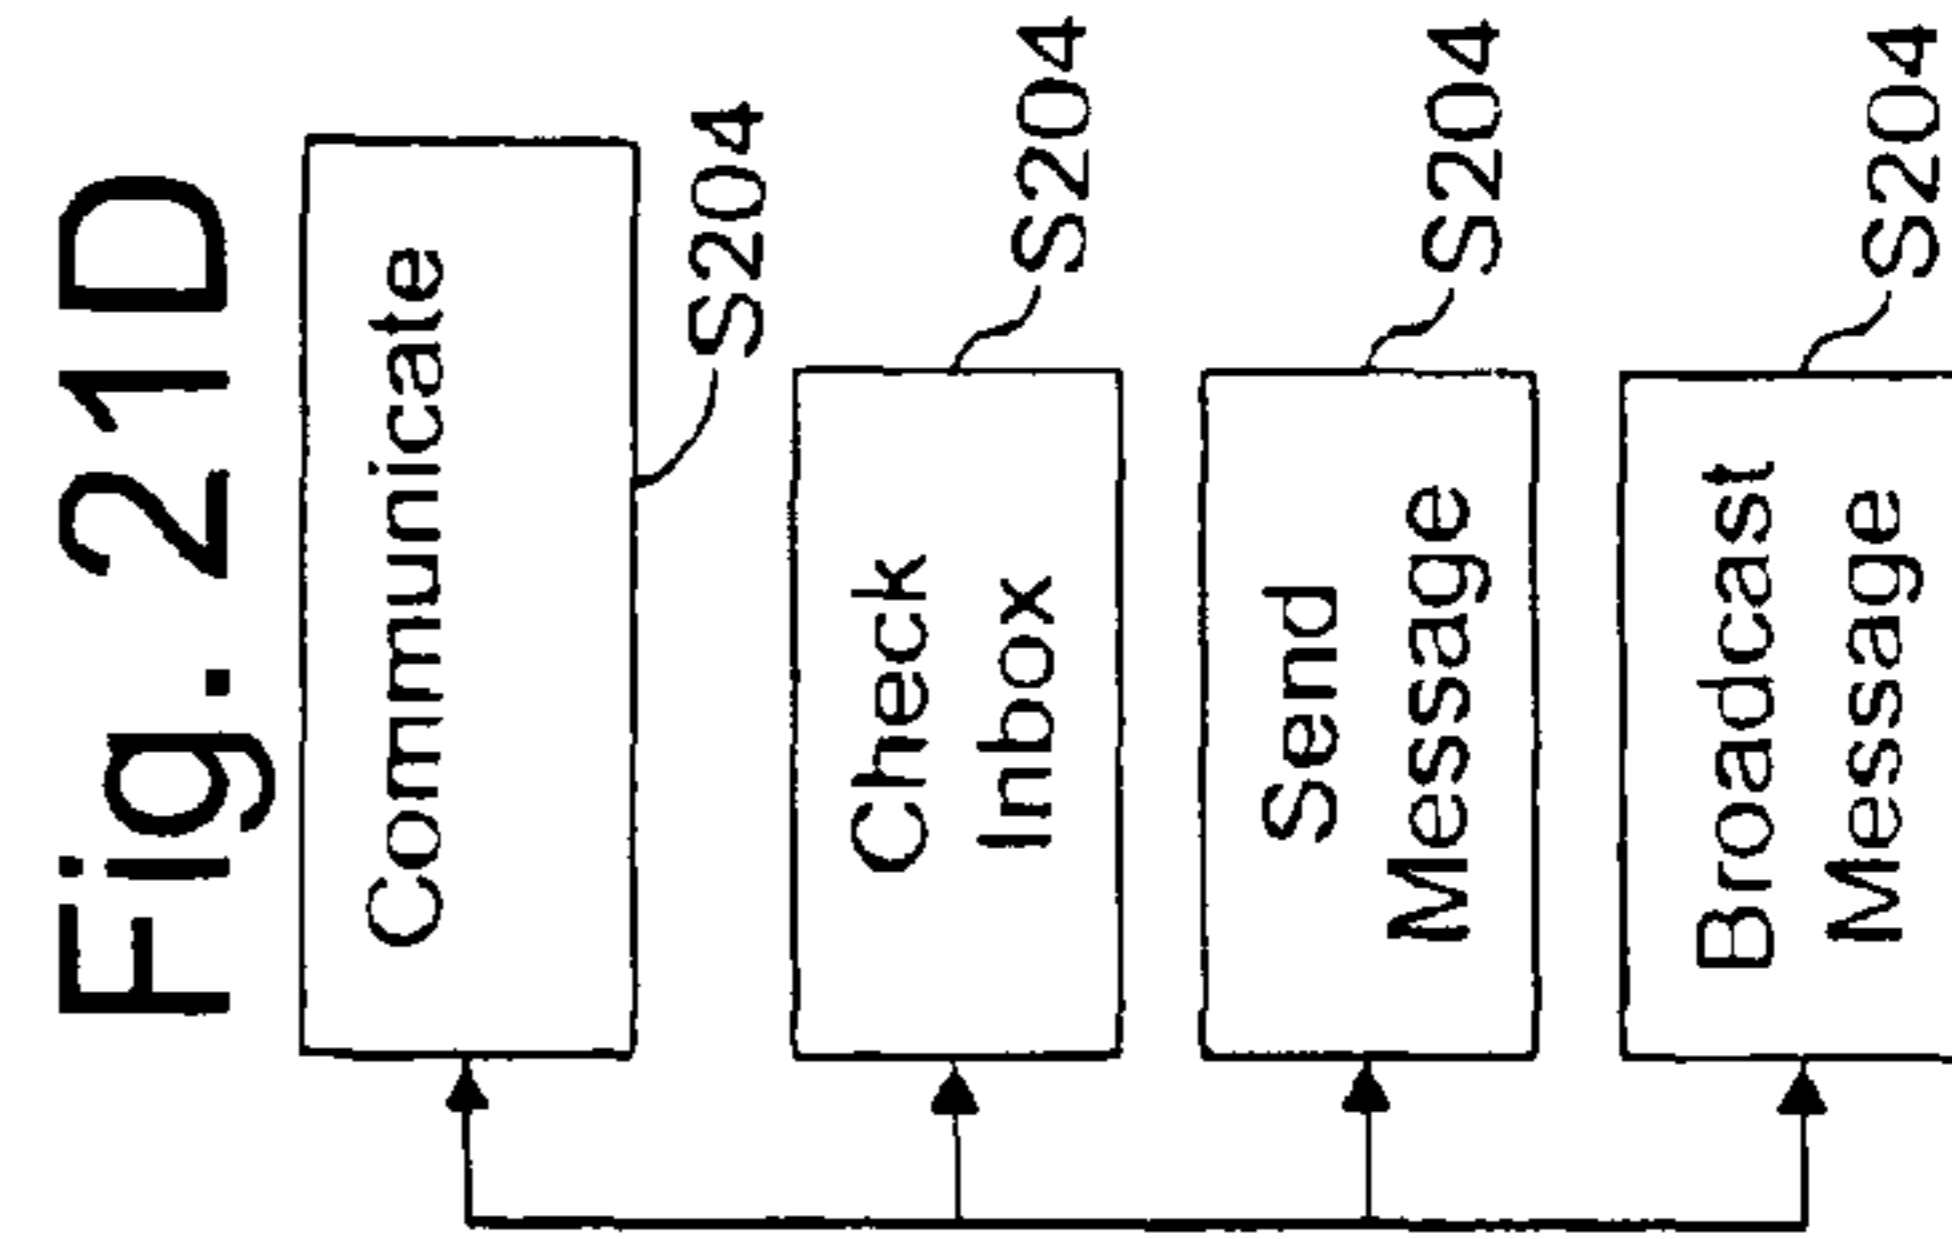 Fig. 21D
Communicate
S204
Check
Inbox
S204
Send
Message
S204
Broadcast
Message
S204